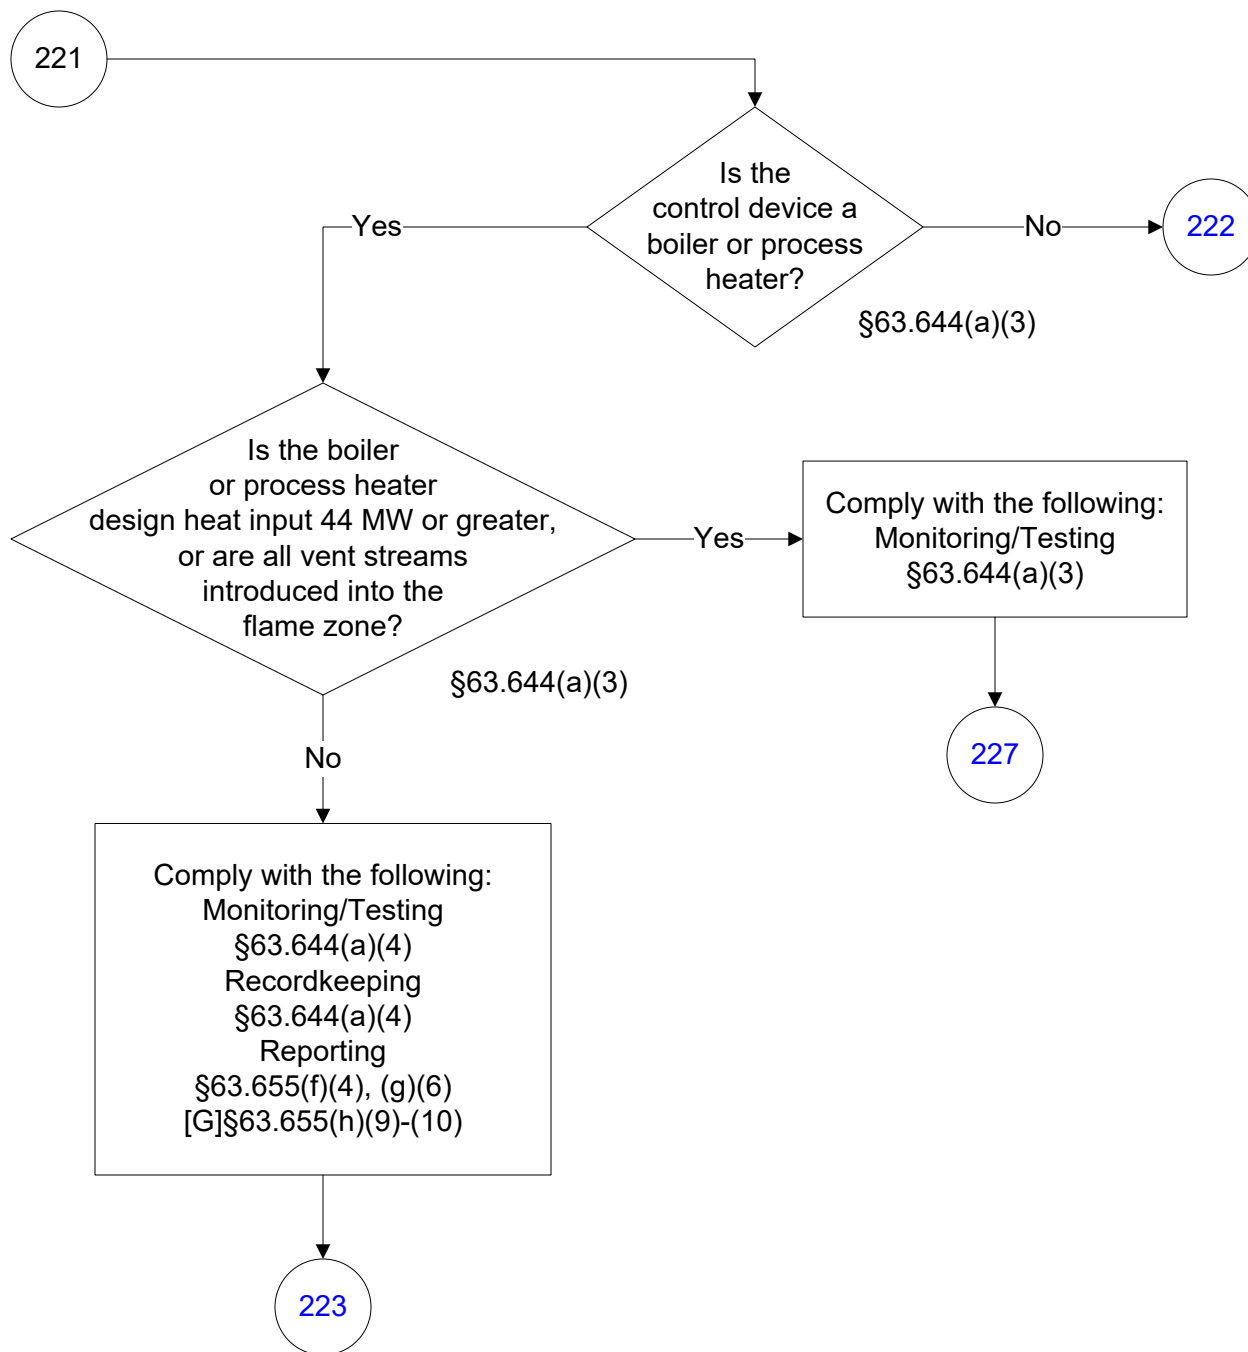 221
Is the
control device a
boiler or process
heater?
Yes
No
222
§63.644(a)(3)
Is the boiler
or process heater
design heat input 44 MW or greater,
or are all vent streams
introduced into the
flame zone?
Yes
Comply with the following:
Monitoring/Testing
§63.644(a)(3)
§63.644(a)(3)
227
No
Comply with the following:
Monitoring/Testing
§63.644(a)(4)
Recordkeeping
§63.644(a)(4)
Reporting
§63.655(f)(4), (g)(6)
[G]§63.655(h)(9)-(10)
223